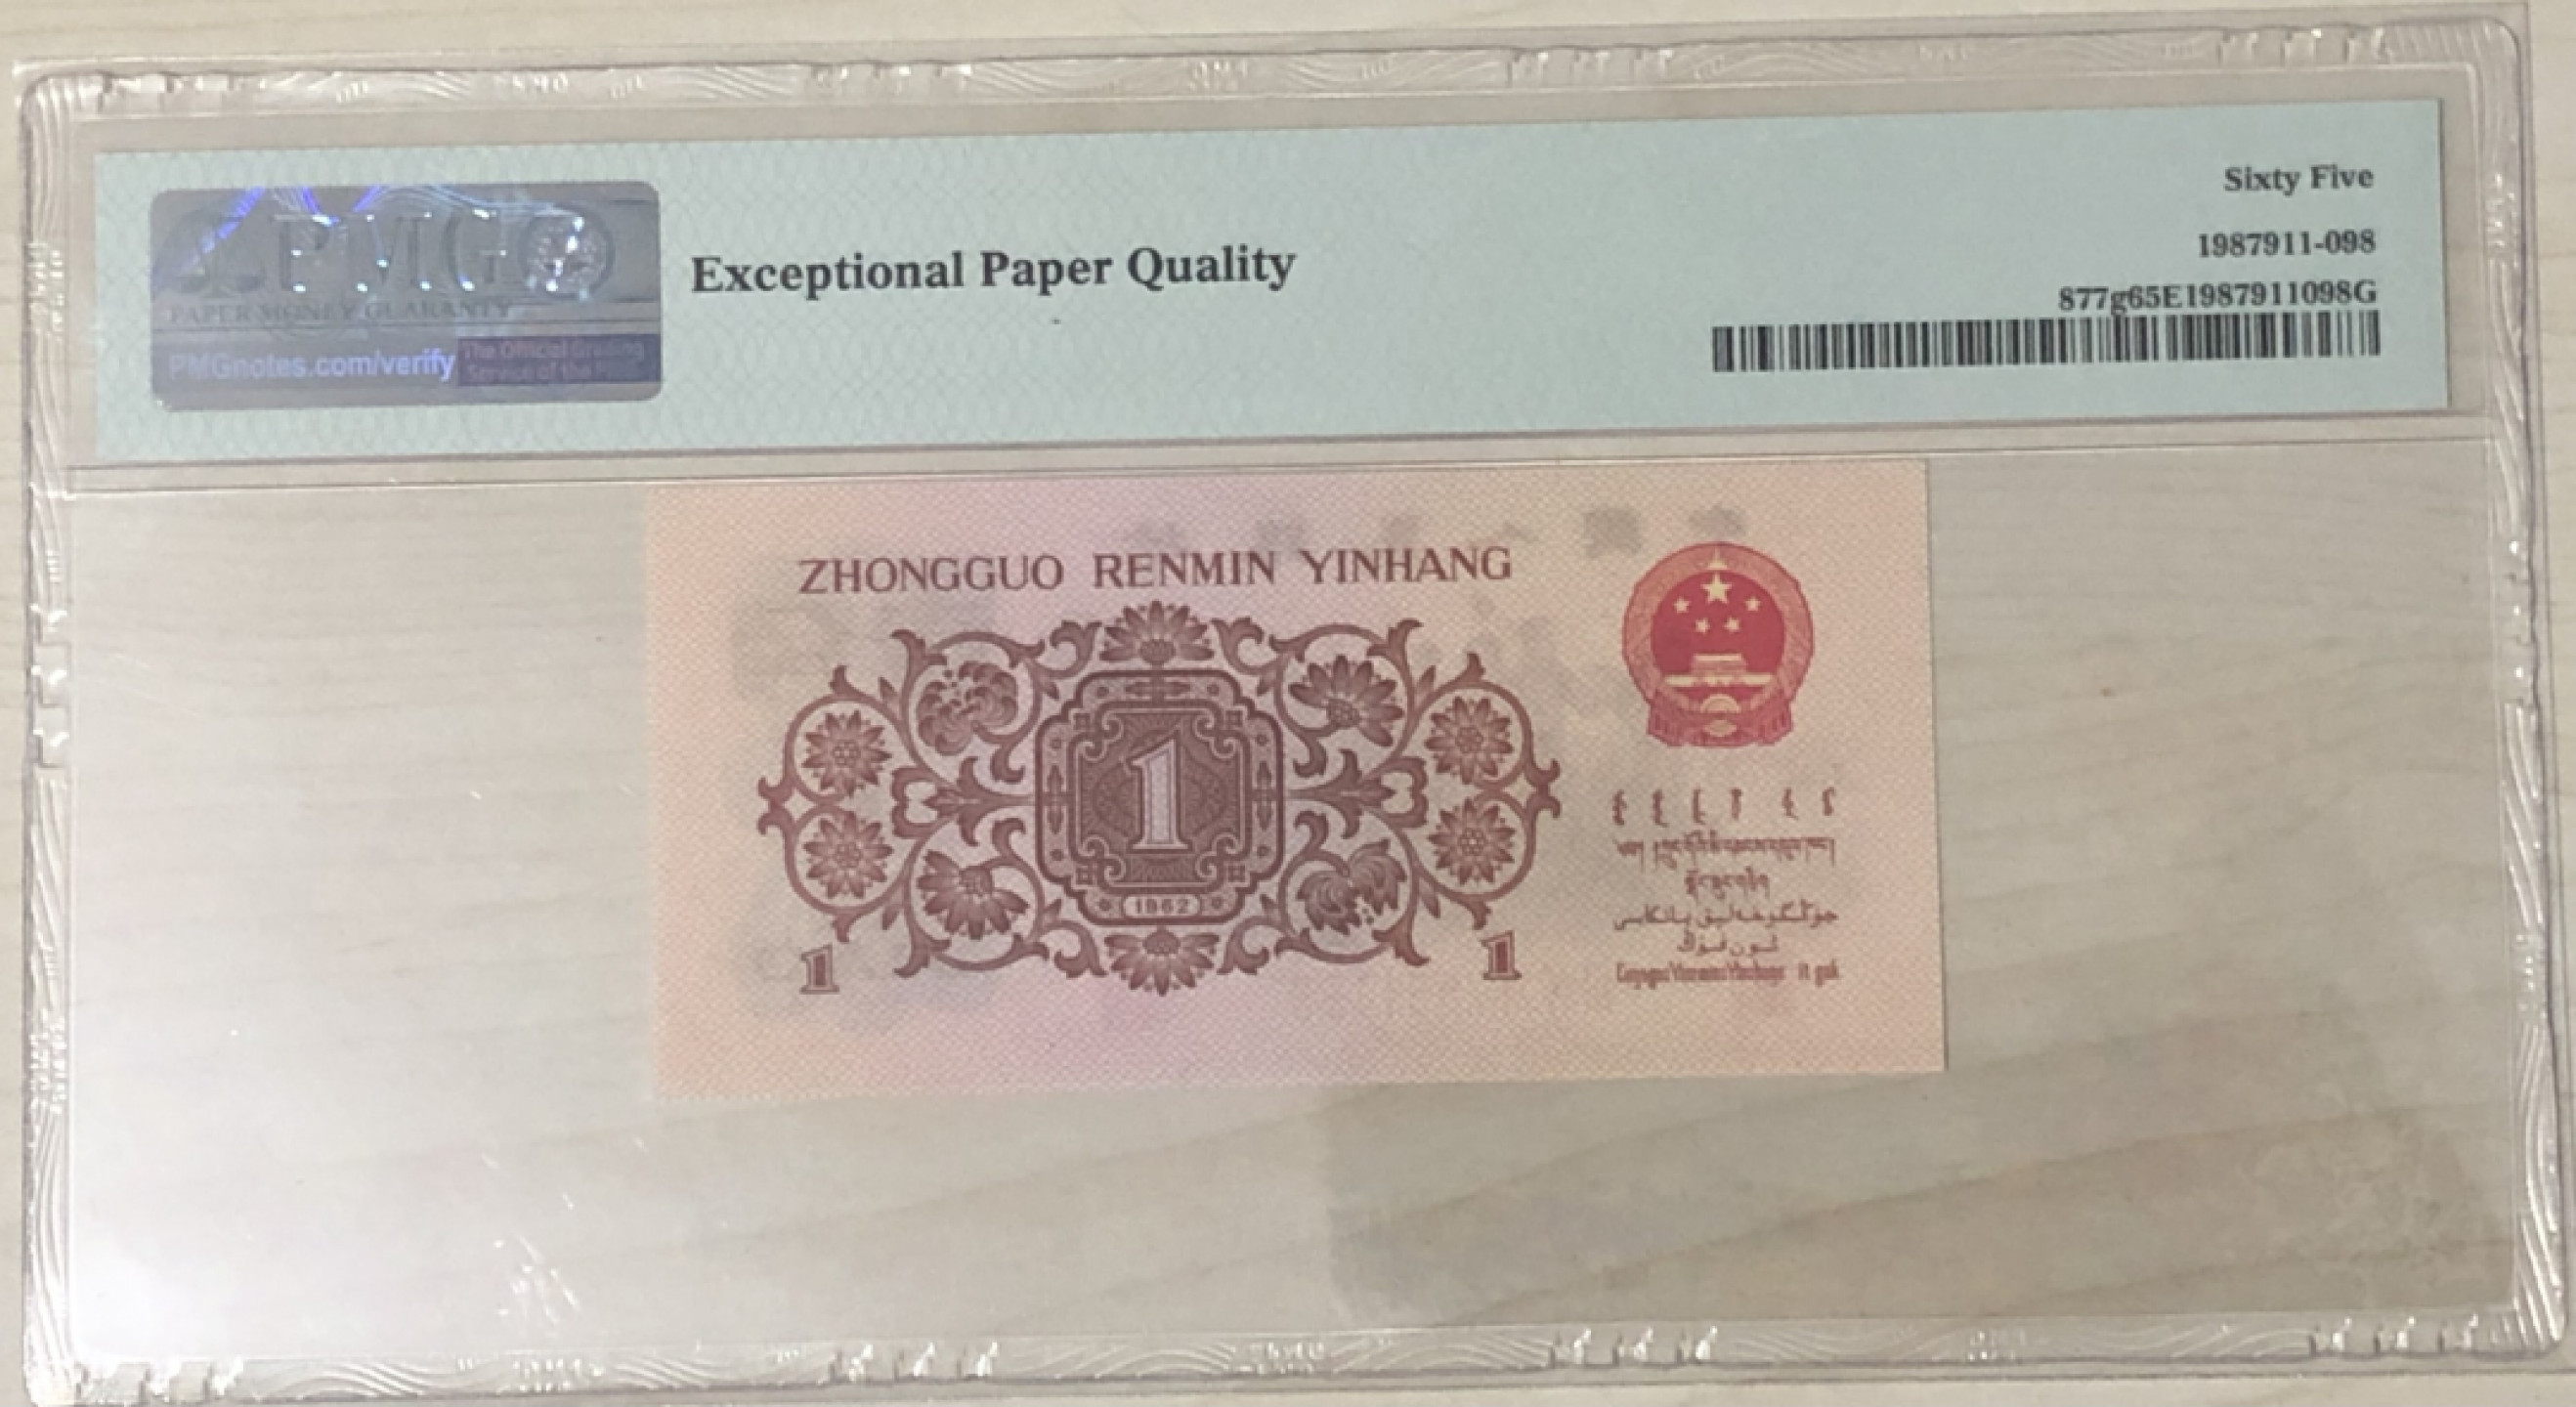 Sixty Five
1987911-098
877g65E1987911098G
Exceptional Paper Quality
PMG
PAPER MONEY GUARANTY
PMGnotes.com/verify
The Official Grading
Service of the
ZHONGGUO RENMIN YINHANG
1
1962
1
1